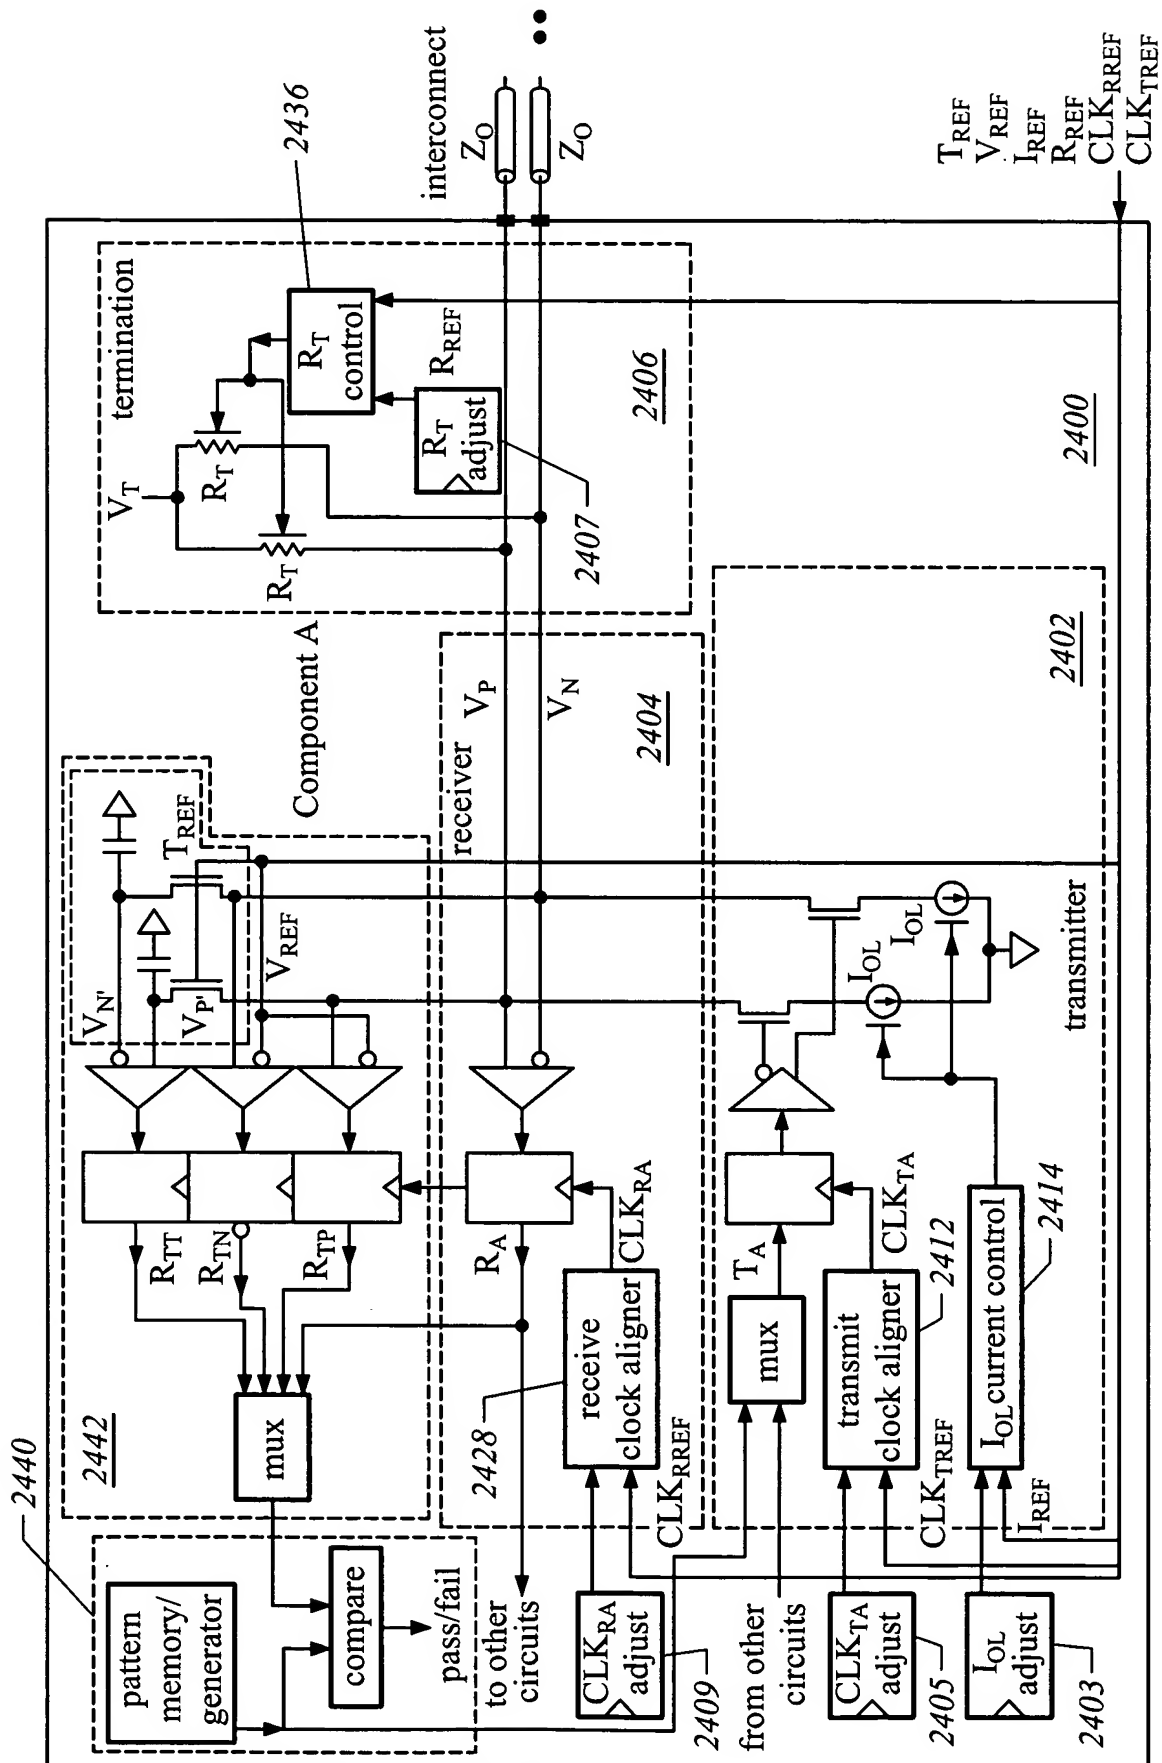 2440
pattern
memory/
generator
compare
pass/fail
2442
mux
R_TT
R_TN
R_TP
V_N'
V_P'
T_REF
V_REF
Component A
termination
V_T
R_T
R_T
R_T
control
2436
R_REF
R_T
adjust
2407
2406
interconnect
Z_O
Z_O
to other
circuits
2428
receive
clock aligner
CLK_RREF
CLK_RA
R_A
receiver
V_P
V_N
2404
CLK_RA
adjust
2409
from other
circuits
mux
T_A
transmit
clock aligner
CLK_TREF
CLK_TA
2412
CLK_TA
adjust
2405
I_OL current control
I_REF
2414
I_OL
adjust
2403
I_OL
I_OL
transmitter
2402
2400
T_REF
V_REF
I_REF
R_REF
CLK_RREF
CLK_TREF